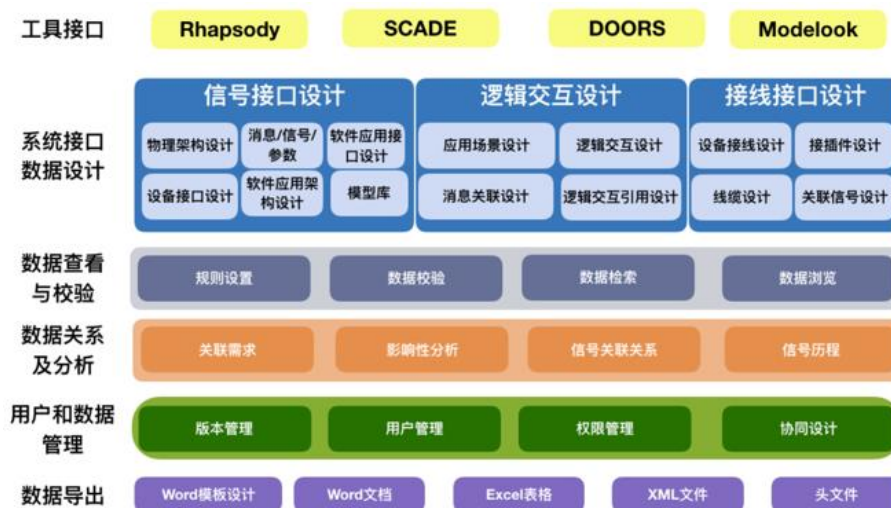 工具接口
Rhapsody
SCADE
DOORS
Modelook
系统接口
数据设计
信号接口设计
物理架构设计
消息/信号/
参数
软件应用接
口设计
设备接口设计
软件应用架
构设计
模型库
逻辑交互设计
应用场景设计
逻辑交互设计
消息关联设计
逻辑交互引用设计
接线接口设计
设备接线设计
接插件设计
线缆设计
关联信号设计
数据查看
与校验
规则设置
数据校验
数据检索
数据浏览
数据关系
及分析
关联需求
影响性分析
信号关联关系
信号历程
用户和数据
管理
版本管理
用户管理
权限管理
协同设计
数据导出
Word模板设计
Word文档
Excel表格
XML文件
头文件